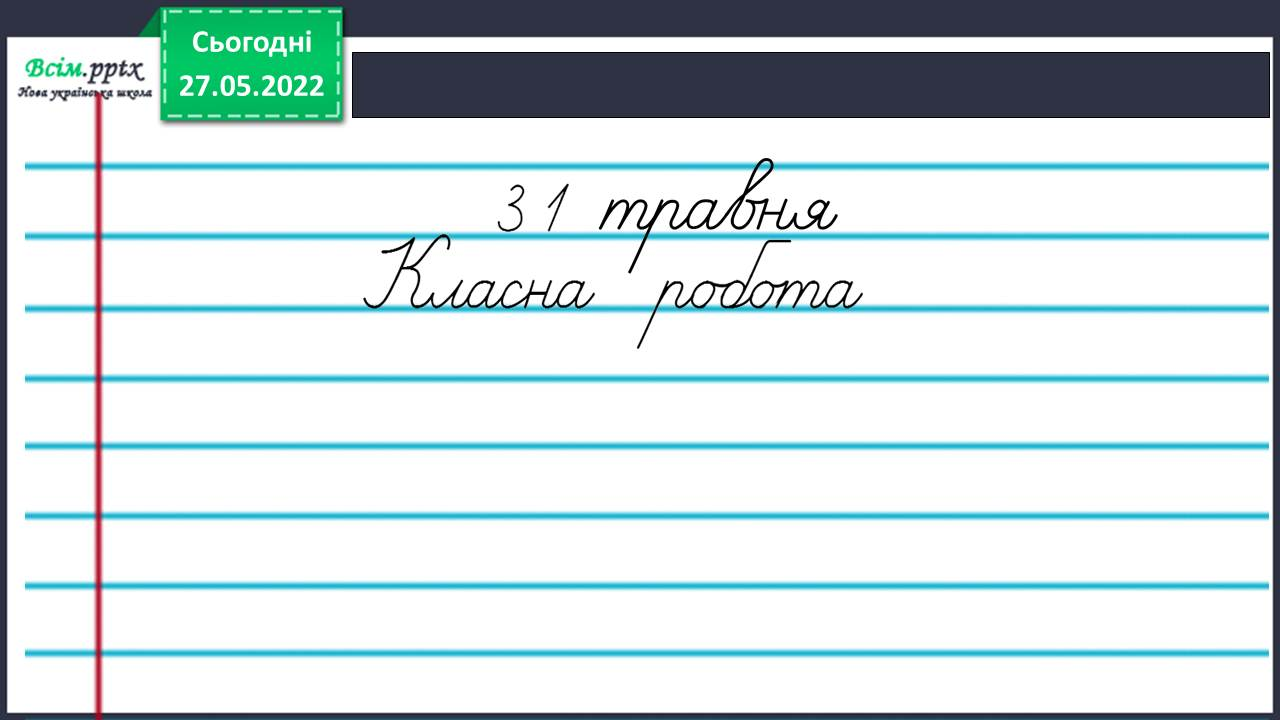 Сьогодні
27.05.2022
Всім.pptx
Нова українська школа
31 травня
Класна робота